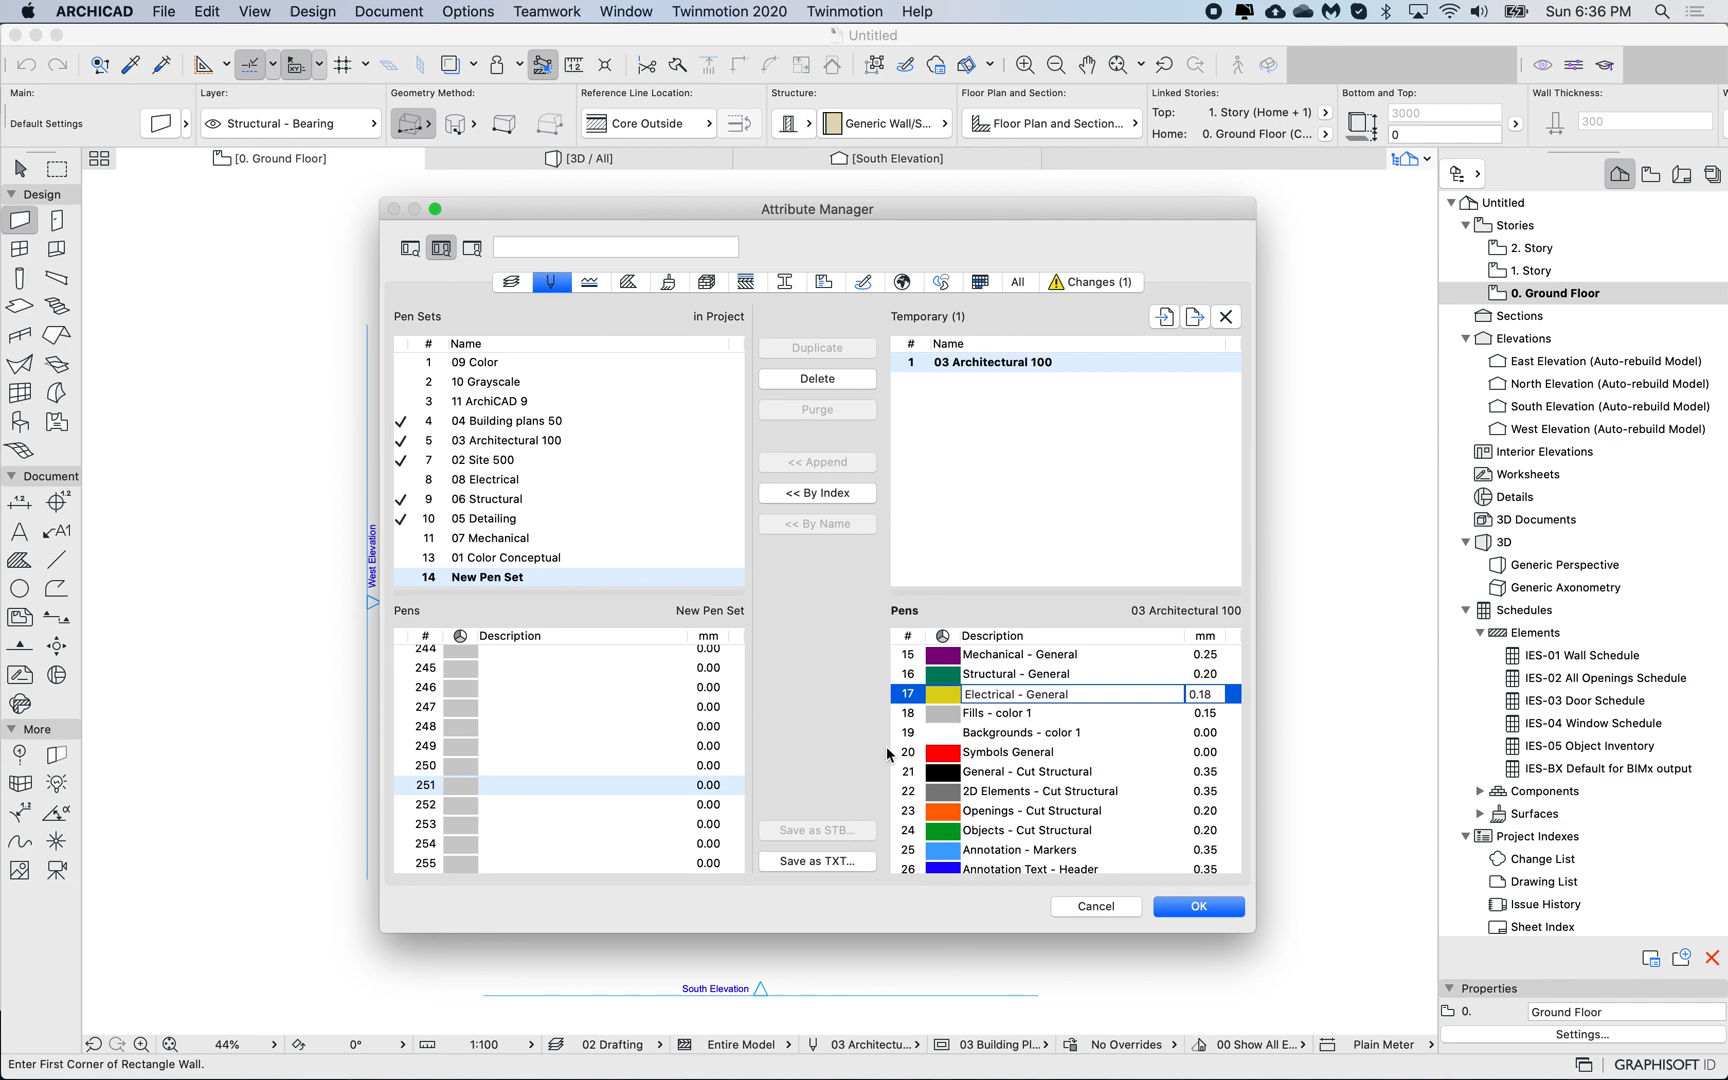 ARCHICAD File Edit View Design Document Options Teamwork Window Twinmotion 2020 Twinmotion Help Sun 6:36 PM
Untitled
Main: Layer: Geometry Method: Reference Line Location: Structure: Floor Plan and Section: Linked Stories: Bottom and Top: Wall Thickness:
Top: 1. Story (Home + 1) 3000
Default Settings Structural - Bearing Core Outside Generic Wall/S... Floor Plan and Section... 300
Home: 0. Ground Floor (C... 0
[0. Ground Floor] [3D / All] [South Elevation]
Design
Document
More
West Elevation
South Elevation
Attribute Manager
All Changes (1)
Pen Sets in Project
# Name
1 09 Color
2 10 Grayscale
3 11 ArchiCAD 9
4 04 Building plans 50
5 03 Architectural 100
7 02 Site 500
8 08 Electrical
9 06 Structural
10 05 Detailing
11 07 Mechanical
13 01 Color Conceptual
14 New Pen Set
Pens New Pen Set
# Description mm
244 0.00
245 0.00
246 0.00
247 0.00
248 0.00
249 0.00
250 0.00
251 0.00
252 0.00
253 0.00
254 0.00
255 0.00
Duplicate
Delete
Purge
<< Append
<< By Index
<< By Name
Save as STB...
Save as TXT...
Temporary (1)
# Name
1 03 Architectural 100
Pens 03 Architectural 100
# Description mm
15 Mechanical - General 0.25
16 Structural - General 0.20
17 Electrical - General 0.18
18 Fills - color 1 0.15
19 Backgrounds - color 1 0.00
20 Symbols General 0.00
21 General - Cut Structural 0.35
22 2D Elements - Cut Structural 0.35
23 Openings - Cut Structural 0.20
24 Objects - Cut Structural 0.20
25 Annotation - Markers 0.35
26 Annotation Text - Header 0.35
Cancel OK
Untitled
Stories
2. Story
1. Story
0. Ground Floor
Sections
Elevations
East Elevation (Auto-rebuild Model)
North Elevation (Auto-rebuild Model)
South Elevation (Auto-rebuild Model)
West Elevation (Auto-rebuild Model)
Interior Elevations
Worksheets
Details
3D Documents
3D
Generic Perspective
Generic Axonometry
Schedules
Elements
IES-01 Wall Schedule
IES-02 All Openings Schedule
IES-03 Door Schedule
IES-04 Window Schedule
IES-05 Object Inventory
IES-BX Default for BIMx output
Components
Surfaces
Project Indexes
Change List
Drawing List
Issue History
Sheet Index
Properties
0. Ground Floor
Settings...
44% 0° 1:100 02 Drafting Entire Model 03 Architectu... 03 Building Pl... No Overrides 00 Show All E... Plain Meter
Enter First Corner of Rectangle Wall. GRAPHISOFT ID